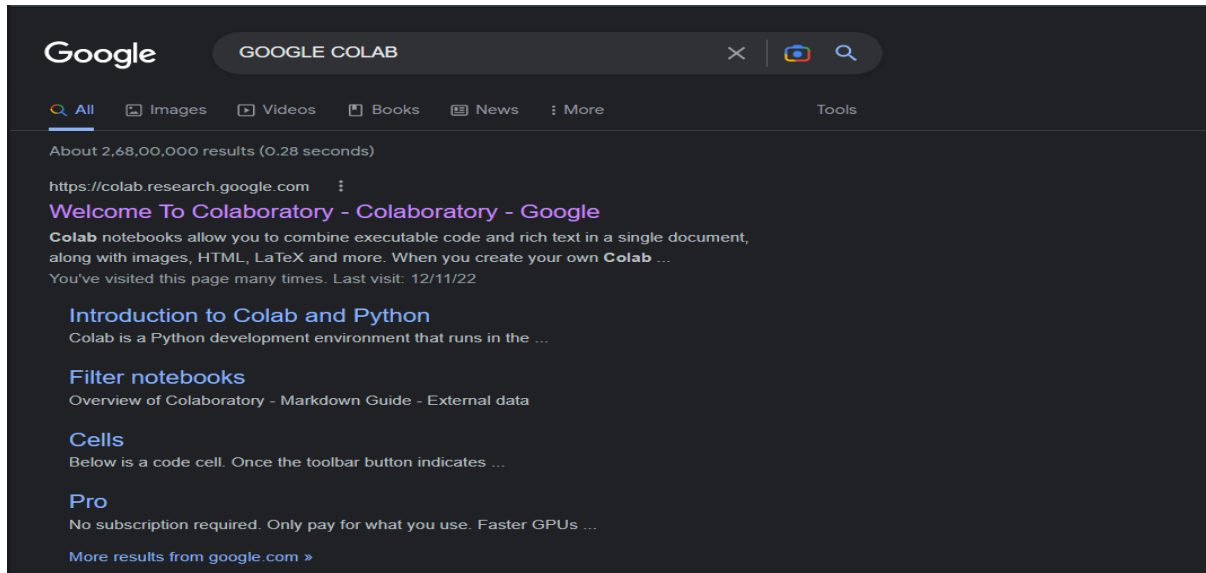 Google
GOOGLE COLAB
All Images Videos Books News More Tools
About 2,68,00,000 results (0.28 seconds)
https://colab.research.google.com
Welcome To Colaboratory - Colaboratory - Google
Colab notebooks allow you to combine executable code and rich text in a single document,
along with images, HTML, LaTeX and more. When you create your own Colab ...
You've visited this page many times. Last visit: 12/11/22
Introduction to Colab and Python
Colab is a Python development environment that runs in the ...
Filter notebooks
Overview of Colaboratory - Markdown Guide - External data
Cells
Below is a code cell. Once the toolbar button indicates ...
Pro
No subscription required. Only pay for what you use. Faster GPUs ...
More results from google.com »